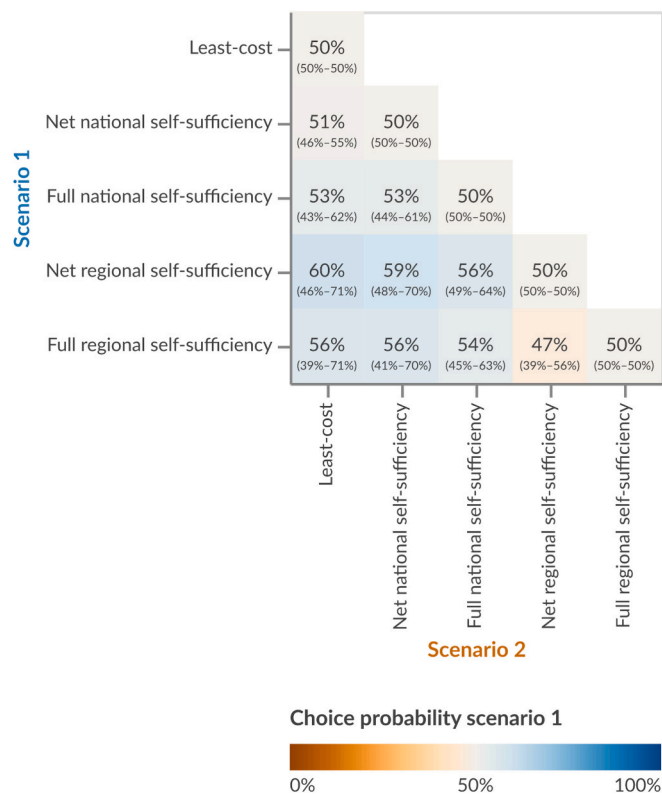 Least-cost
50%
(50%–50%)
Net national self-sufficiency
51%
50%
(46%–55%)
(50%–50%)
Scenario 1
Full national self-sufficiency
53%
53%
50%
(43%–62%)
(44%–61%)
(50%–50%)
Net regional self-sufficiency
60%
59%
56%
50%
(46%–71%)
(48%–70%)
(49%–64%)
(50%–50%)
Full regional self-sufficiency
56%
56%
54%
47%
50%
(39%–71%)
(41%–70%)
(45%–63%)
(39%–56%)
(50%–50%)
Least-cost
Net national self-sufficiency
Full national self-sufficiency
Net regional self-sufficiency
Full regional self-sufficiency
Scenario 2
Choice probability scenario 1
0%
50%
100%